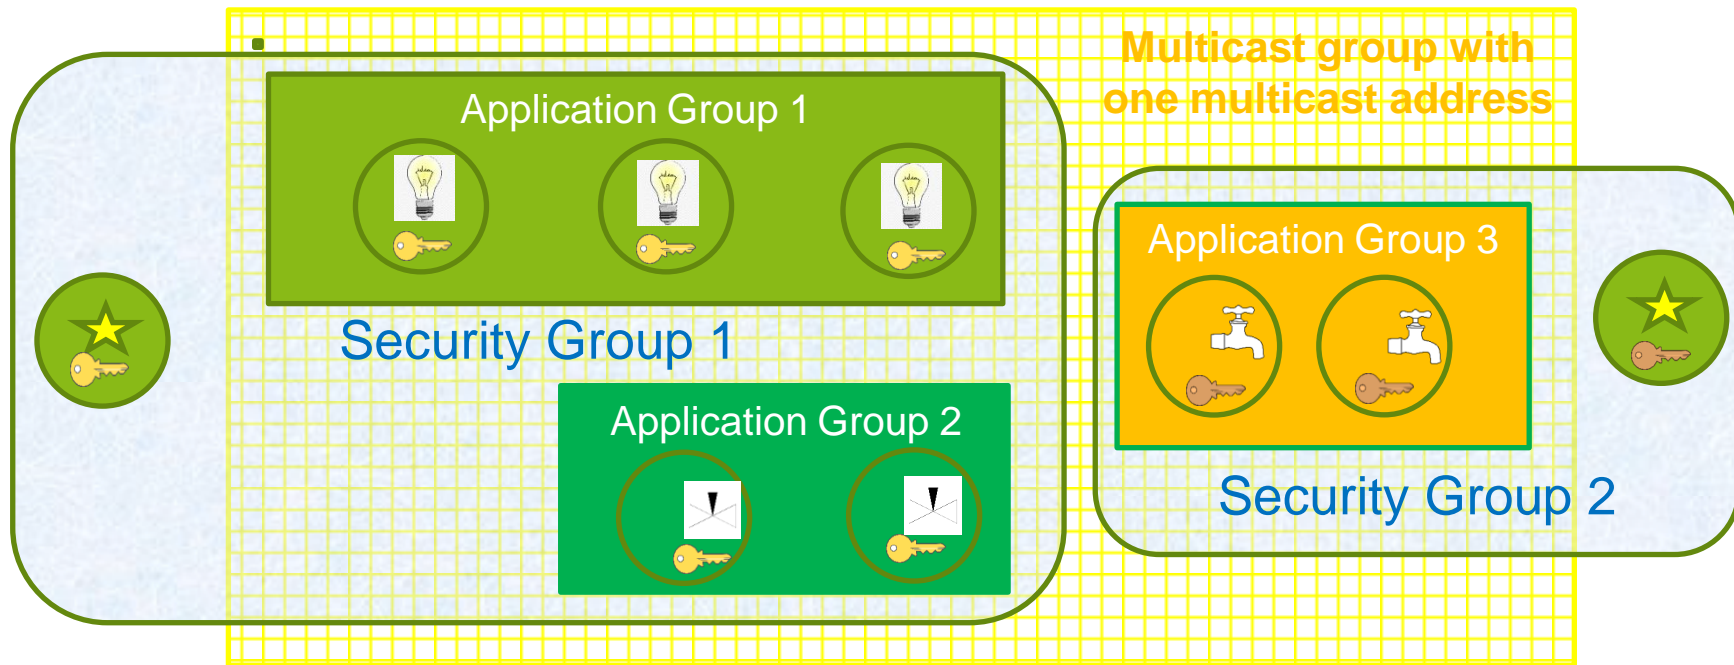 Multicast group with
one multicast address
Application Group 1
Security Group 1
Application Group 2
Application Group 3
Security Group 2